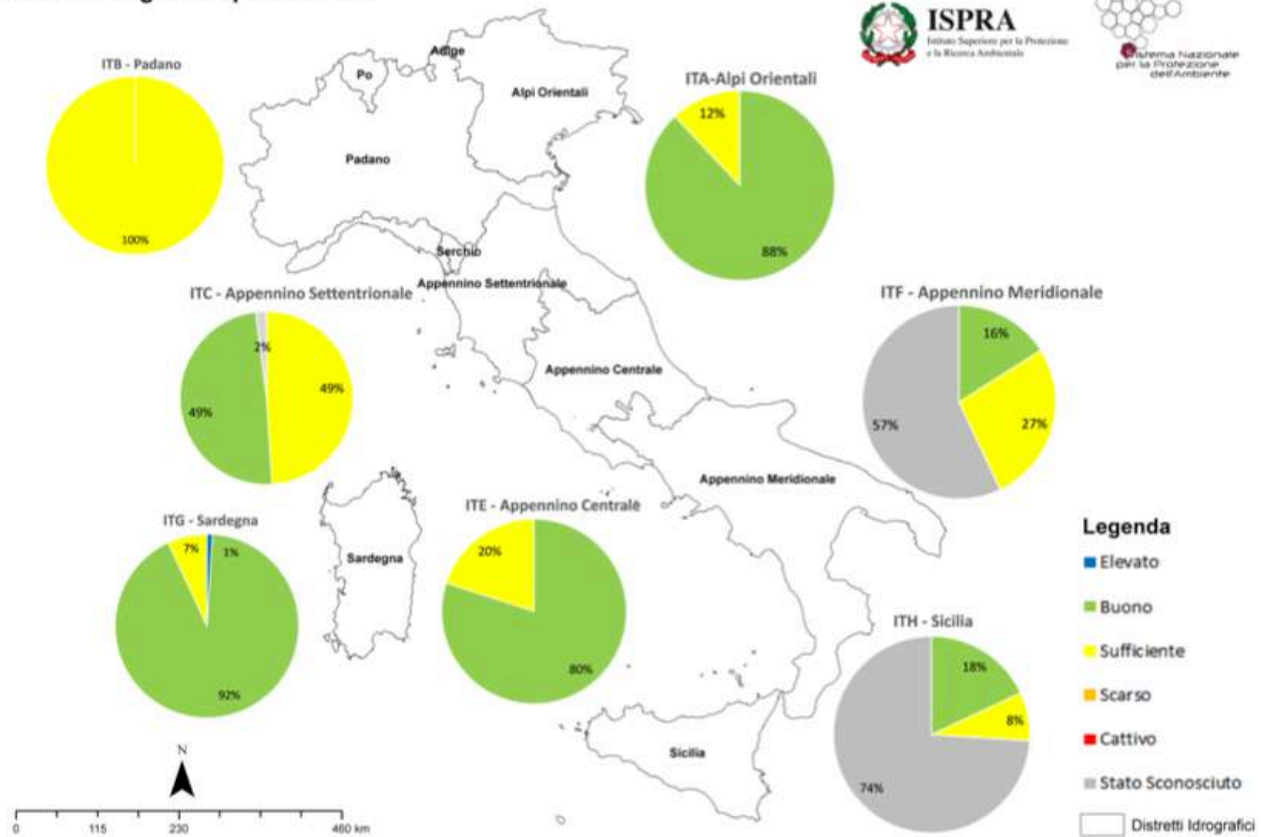 ISPRA
Istituto Superiore per la Protezione
e la Ricerca Ambientale
Sistema Nazionale
per la Protezione
dell'Ambiente
ITB - Padano
100%
Adige
Po
Alpi Orientali
Padano
ITA-Alpi Orientali
12%
88%
Serchio
Appennino Settentrionale
ITC - Appennino Settentrionale
2%
49%
49%
ITF - Appennino Meridionale
16%
57%
27%
Appennino Centrale
Appennino Meridionale
ITG - Sardegna
7%
1%
92%
Sardegna
ITE - Appennino Centrale
20%
80%
ITH - Sicilia
18%
8%
74%
Sicilia
Legenda
Elevato
Buono
Sufficiente
Scarso
Cattivo
Stato Sconosciuto
Distretti Idrografici
N
0 115 230 460 km